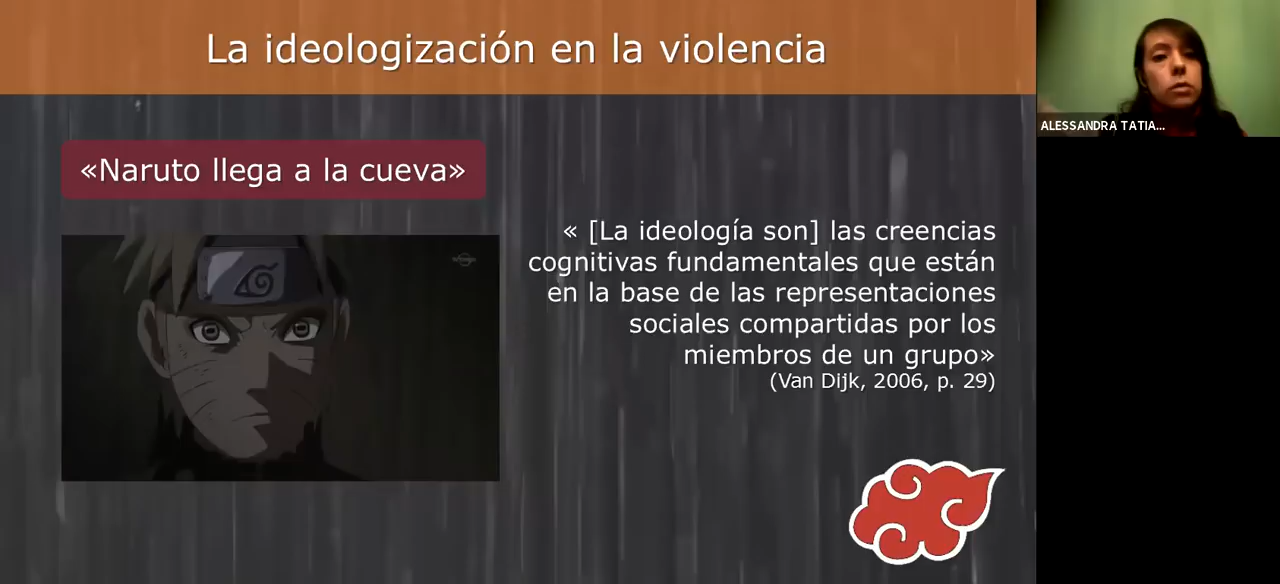 La ideologización en la violencia
ALESSANDRA TATIA...
«Naruto llega a la cueva»
« [La ideología son] las creencias
cognitivas fundamentales que están
en la base de las representaciones
sociales compartidas por los
miembros de un grupo»
(Van Dijk, 2006, p. 29)